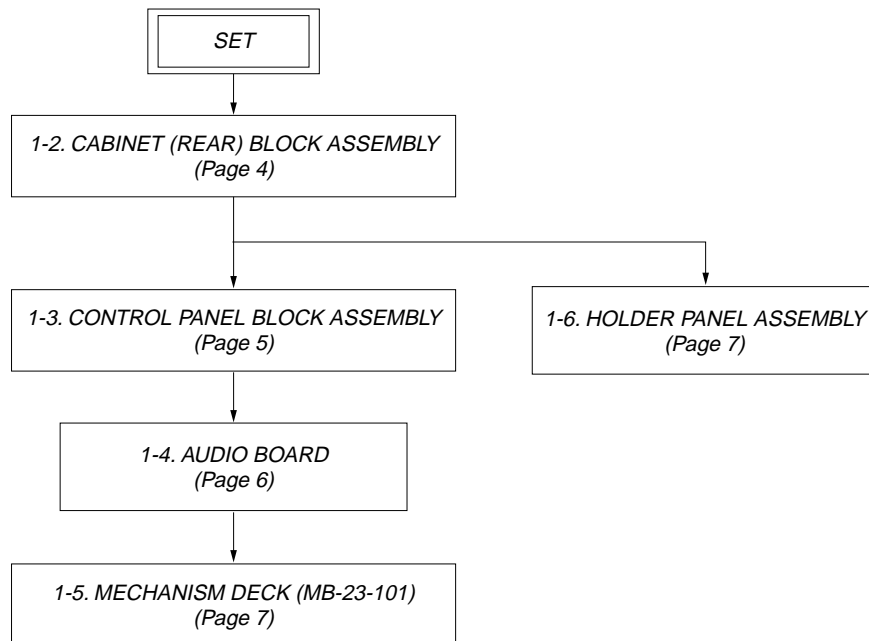 SET
1-2. CABINET (REAR) BLOCK ASSEMBLY
(Page 4)
1-3. CONTROL PANEL BLOCK ASSEMBLY
(Page 5)
1-6. HOLDER PANEL ASSEMBLY
(Page 7)
1-4. AUDIO BOARD
(Page 6)
1-5. MECHANISM DECK (MB-23-101)
(Page 7)